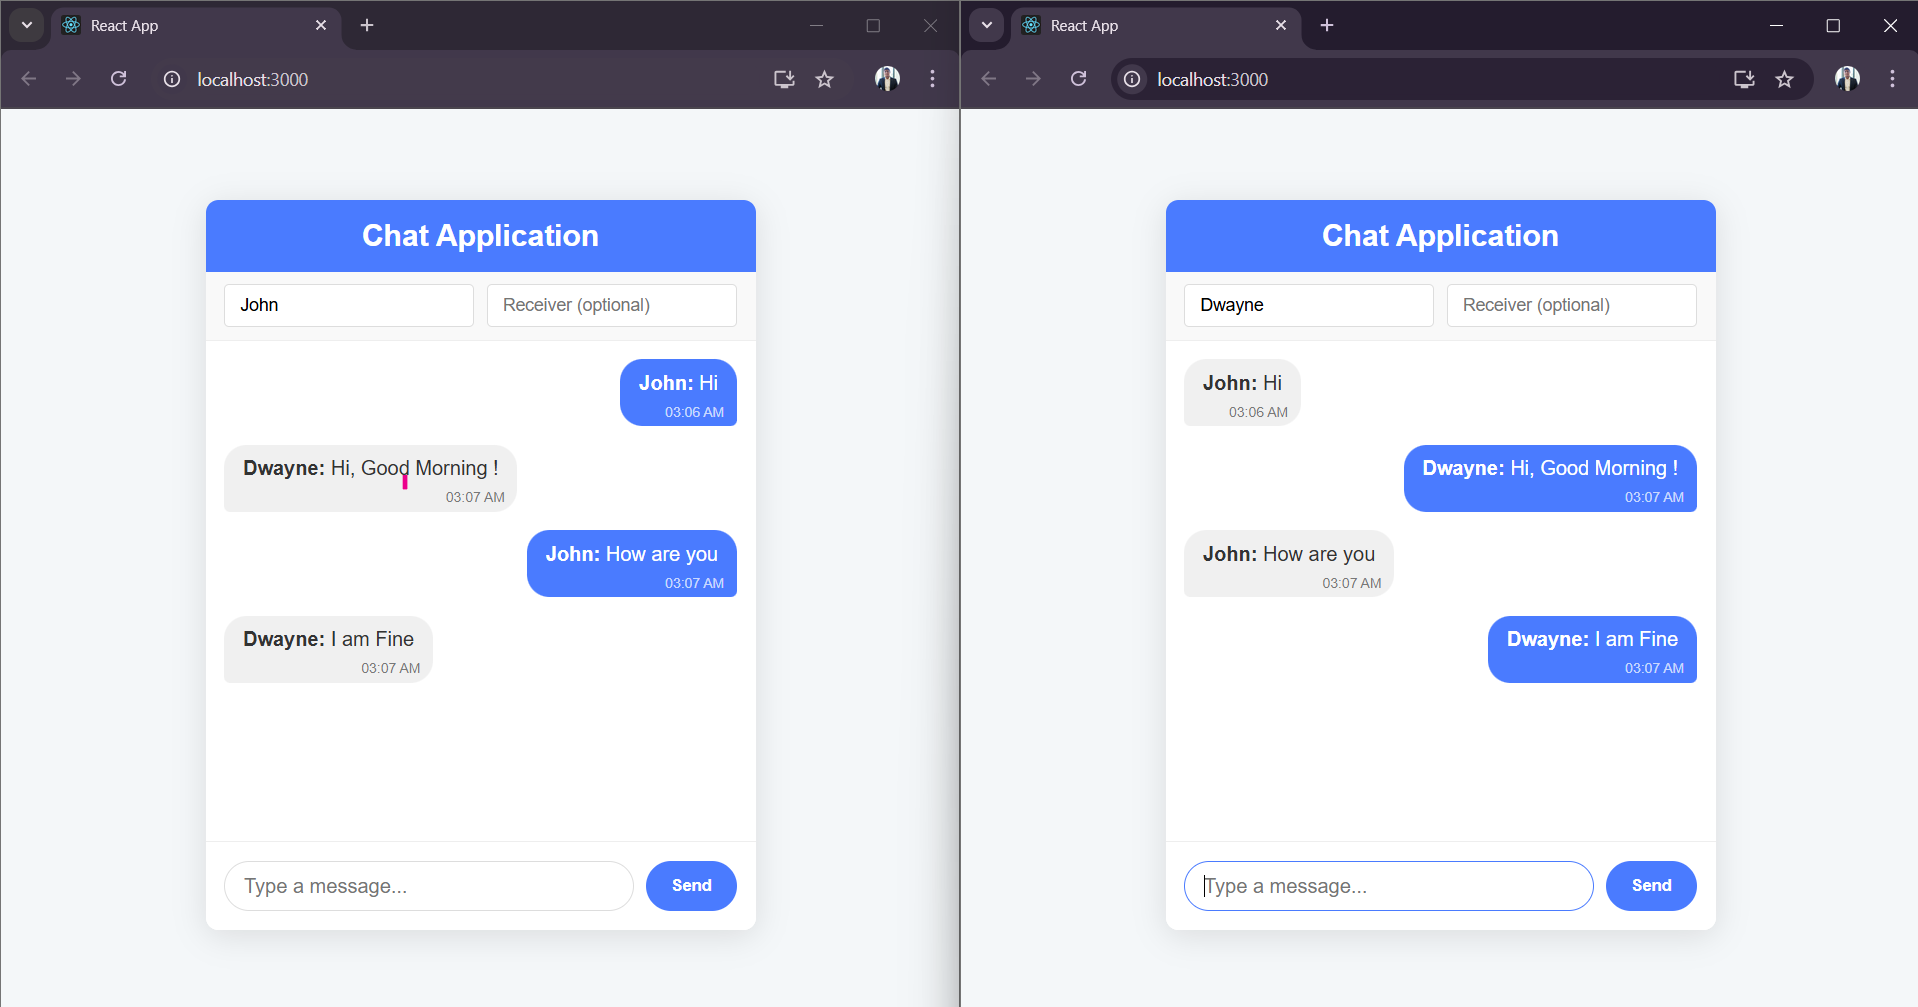 React App
localhost:3000
Chat Application
John
Receiver (optional)
John: Hi
03:06 AM
Dwayne: Hi, Good Morning !
03:07 AM
John: How are you
03:07 AM
Dwayne: I am Fine
03:07 AM
Type a message...
Send
React App
localhost:3000
Chat Application
Dwayne
Receiver (optional)
John: Hi
03:06 AM
Dwayne: Hi, Good Morning !
03:07 AM
John: How are you
03:07 AM
Dwayne: I am Fine
03:07 AM
Type a message...
Send